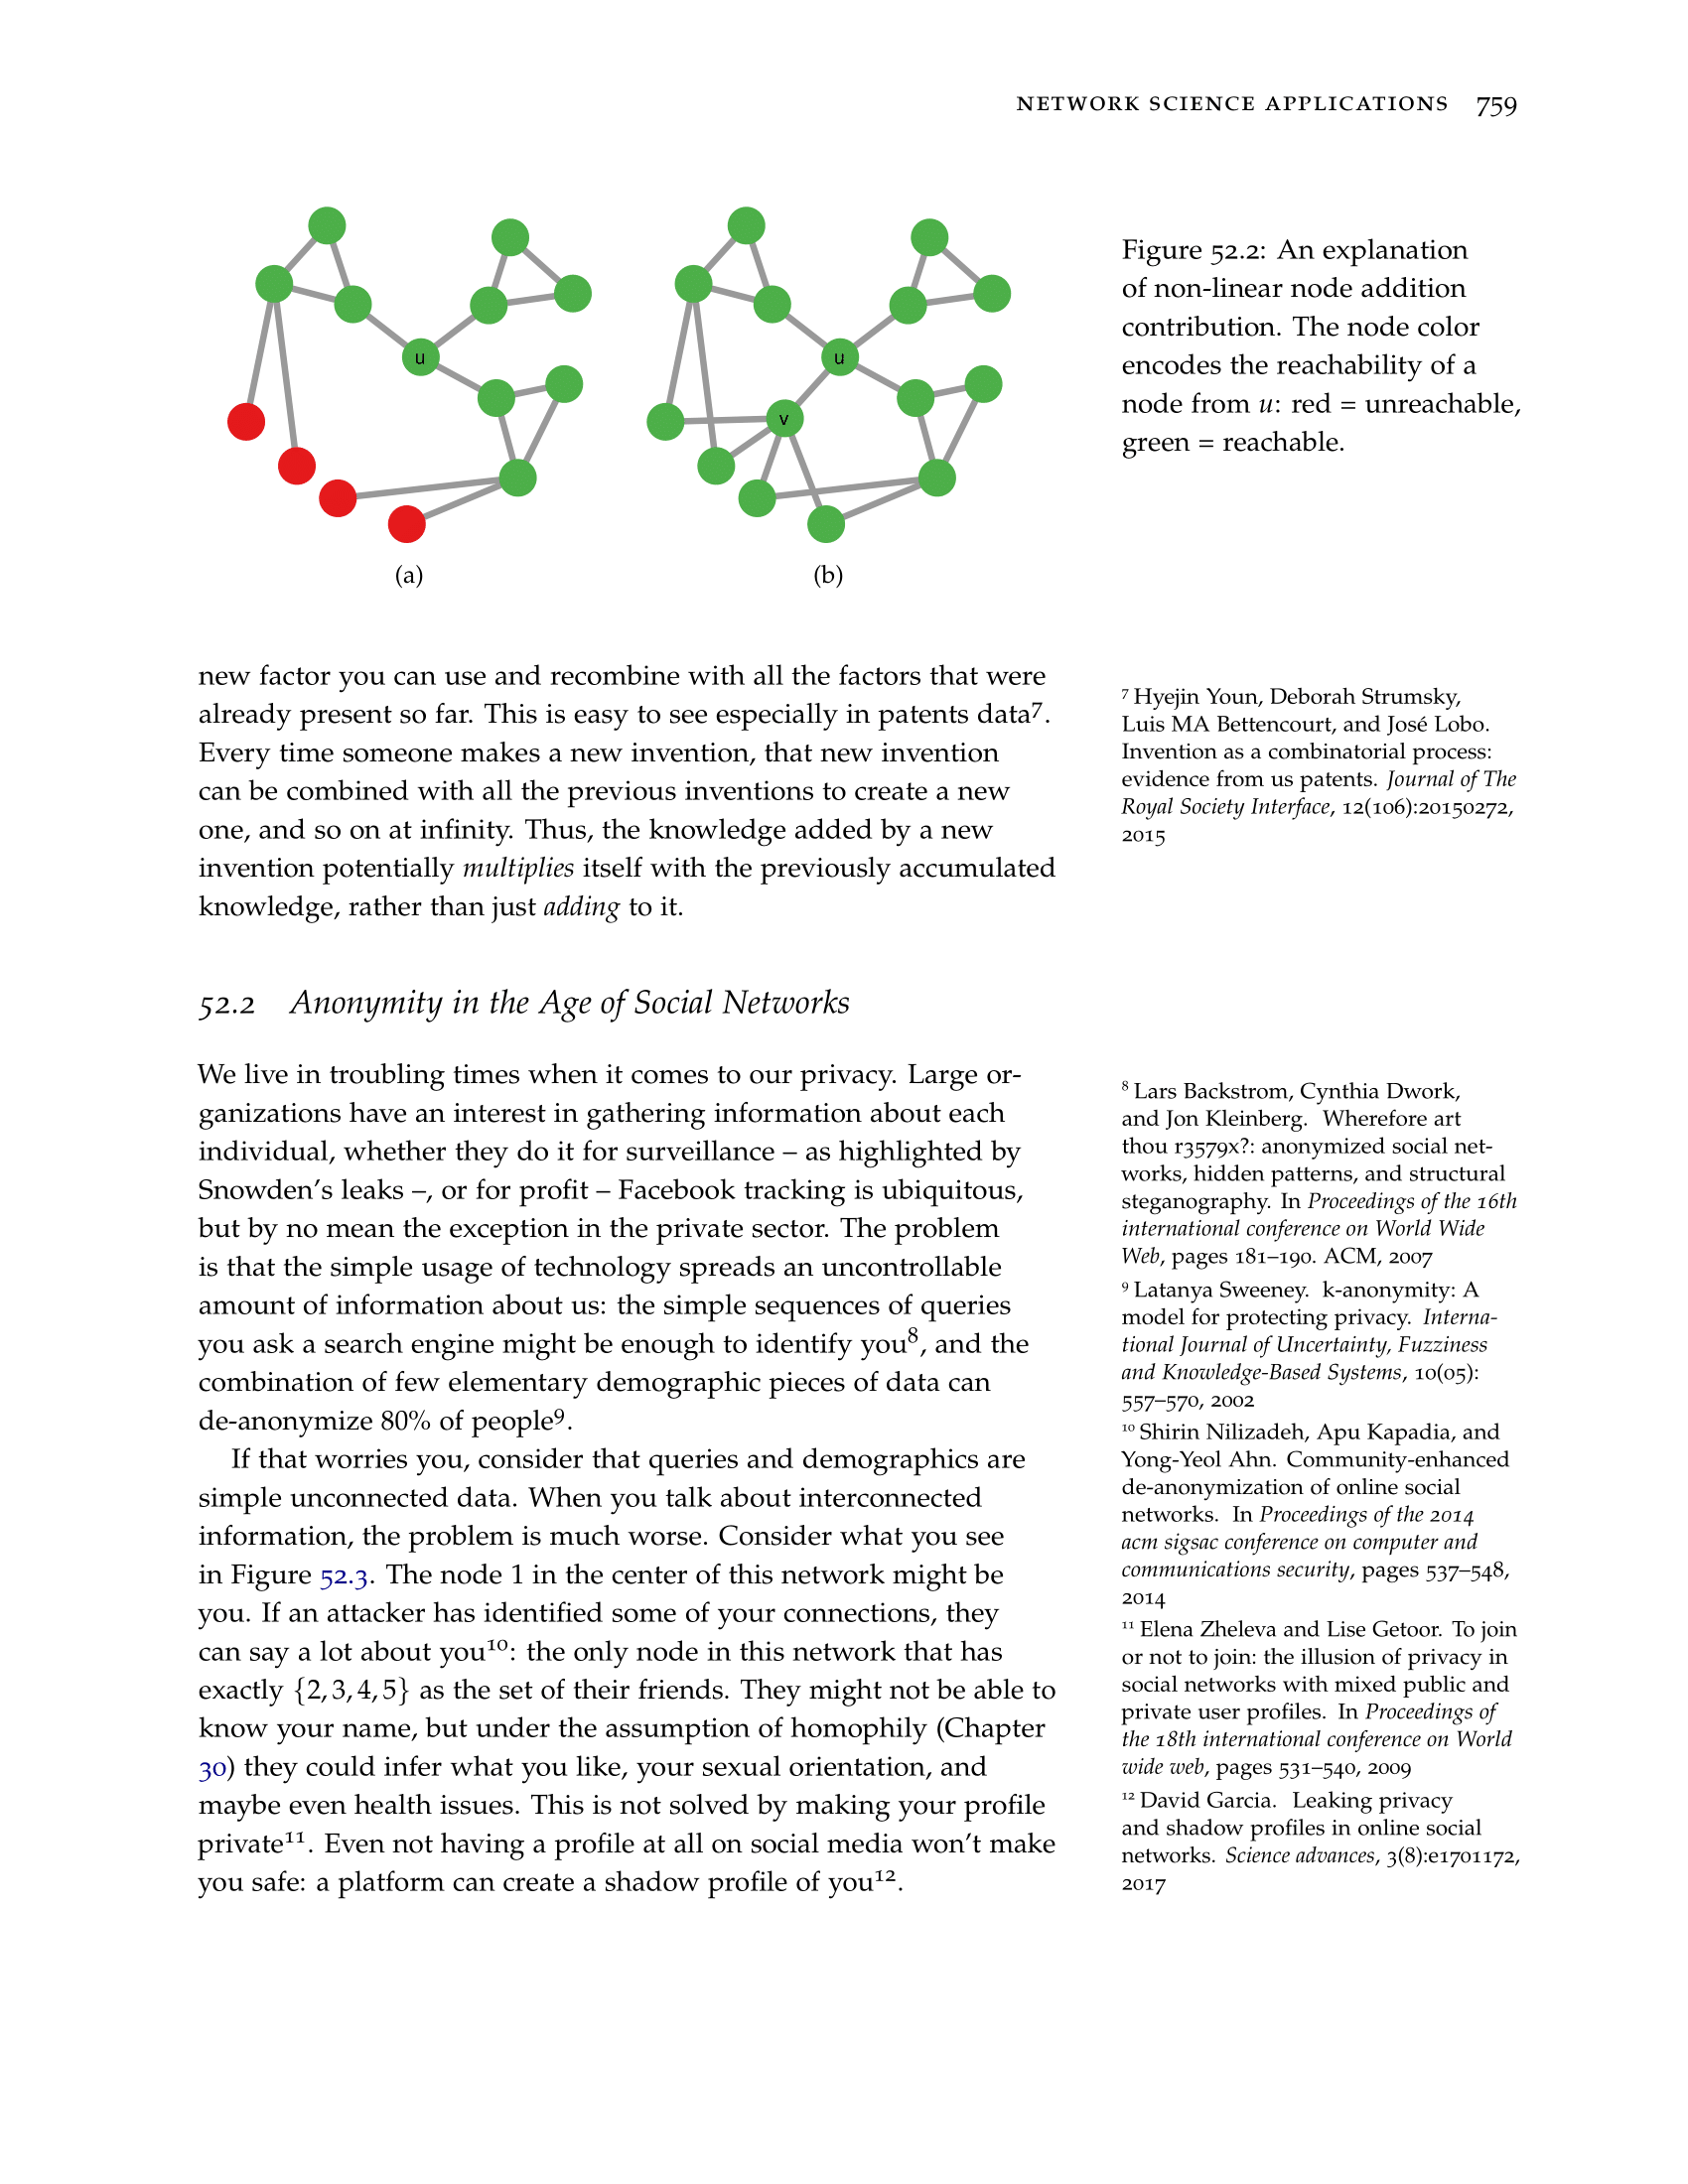 NETWORK SCIENCE APPLICATIONS 759
u
(a)
u
v
(b)
Figure 52.2: An explanation
of non-linear node addition
contribution. The node color
encodes the reachability of a
node from u: red = unreachable,
green = reachable.
new factor you can use and recombine with all the factors that were
already present so far. This is easy to see especially in patents data⁷.
Every time someone makes a new invention, that new invention
can be combined with all the previous inventions to create a new
one, and so on at infinity. Thus, the knowledge added by a new
invention potentially multiplies itself with the previously accumulated
knowledge, rather than just adding to it.
⁷ Hyejin Youn, Deborah Strumsky,
Luis MA Bettencourt, and José Lobo.
Invention as a combinatorial process:
evidence from us patents. Journal of The
Royal Society Interface, 12(106):20150272,
2015
52.2 Anonymity in the Age of Social Networks
We live in troubling times when it comes to our privacy. Large or-
ganizations have an interest in gathering information about each
individual, whether they do it for surveillance – as highlighted by
Snowden's leaks –, or for profit – Facebook tracking is ubiquitous,
but by no mean the exception in the private sector. The problem
is that the simple usage of technology spreads an uncontrollable
amount of information about us: the simple sequences of queries
you ask a search engine might be enough to identify you⁸, and the
combination of few elementary demographic pieces of data can
de-anonymize 80% of people⁹.
If that worries you, consider that queries and demographics are
simple unconnected data. When you talk about interconnected
information, the problem is much worse. Consider what you see
in Figure 52.3. The node 1 in the center of this network might be
you. If an attacker has identified some of your connections, they
can say a lot about you¹⁰: the only node in this network that has
exactly {2, 3, 4, 5} as the set of their friends. They might not be able to
know your name, but under the assumption of homophily (Chapter
30) they could infer what you like, your sexual orientation, and
maybe even health issues. This is not solved by making your profile
private¹¹. Even not having a profile at all on social media won't make
you safe: a platform can create a shadow profile of you¹².
⁸ Lars Backstrom, Cynthia Dwork,
and Jon Kleinberg. Wherefore art
thou r3579x?: anonymized social net-
works, hidden patterns, and structural
steganography. In Proceedings of the 16th
international conference on World Wide
Web, pages 181–190. ACM, 2007
⁹ Latanya Sweeney. k-anonymity: A
model for protecting privacy. Interna-
tional Journal of Uncertainty, Fuzziness
and Knowledge-Based Systems, 10(05):
557–570, 2002
¹⁰ Shirin Nilizadeh, Apu Kapadia, and
Yong-Yeol Ahn. Community-enhanced
de-anonymization of online social
networks. In Proceedings of the 2014
acm sigsac conference on computer and
communications security, pages 537–548,
2014
¹¹ Elena Zheleva and Lise Getoor. To join
or not to join: the illusion of privacy in
social networks with mixed public and
private user profiles. In Proceedings of
the 18th international conference on World
wide web, pages 531–540, 2009
¹² David Garcia. Leaking privacy
and shadow profiles in online social
networks. Science advances, 3(8):e1701172,
2017